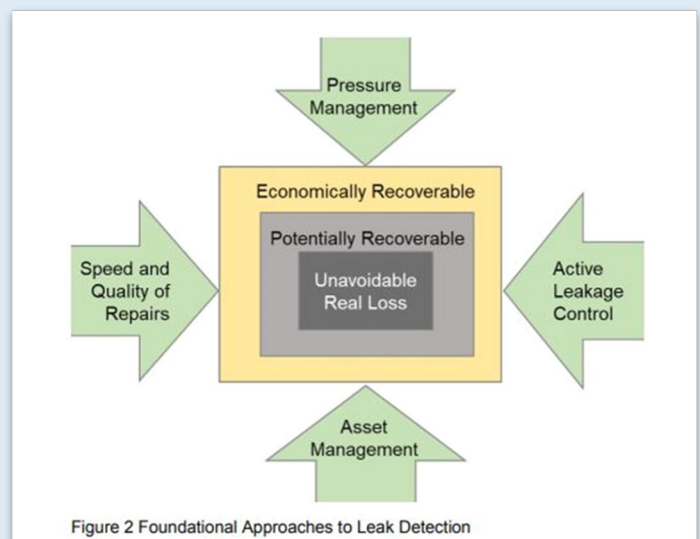 Pressure
Management
Economically Recoverable
Potentially Recoverable
Unavoidable
Real Loss
Speed and
Quality of
Repairs
Active
Leakage
Control
Asset
Management
Figure 2 Foundational Approaches to Leak Detection